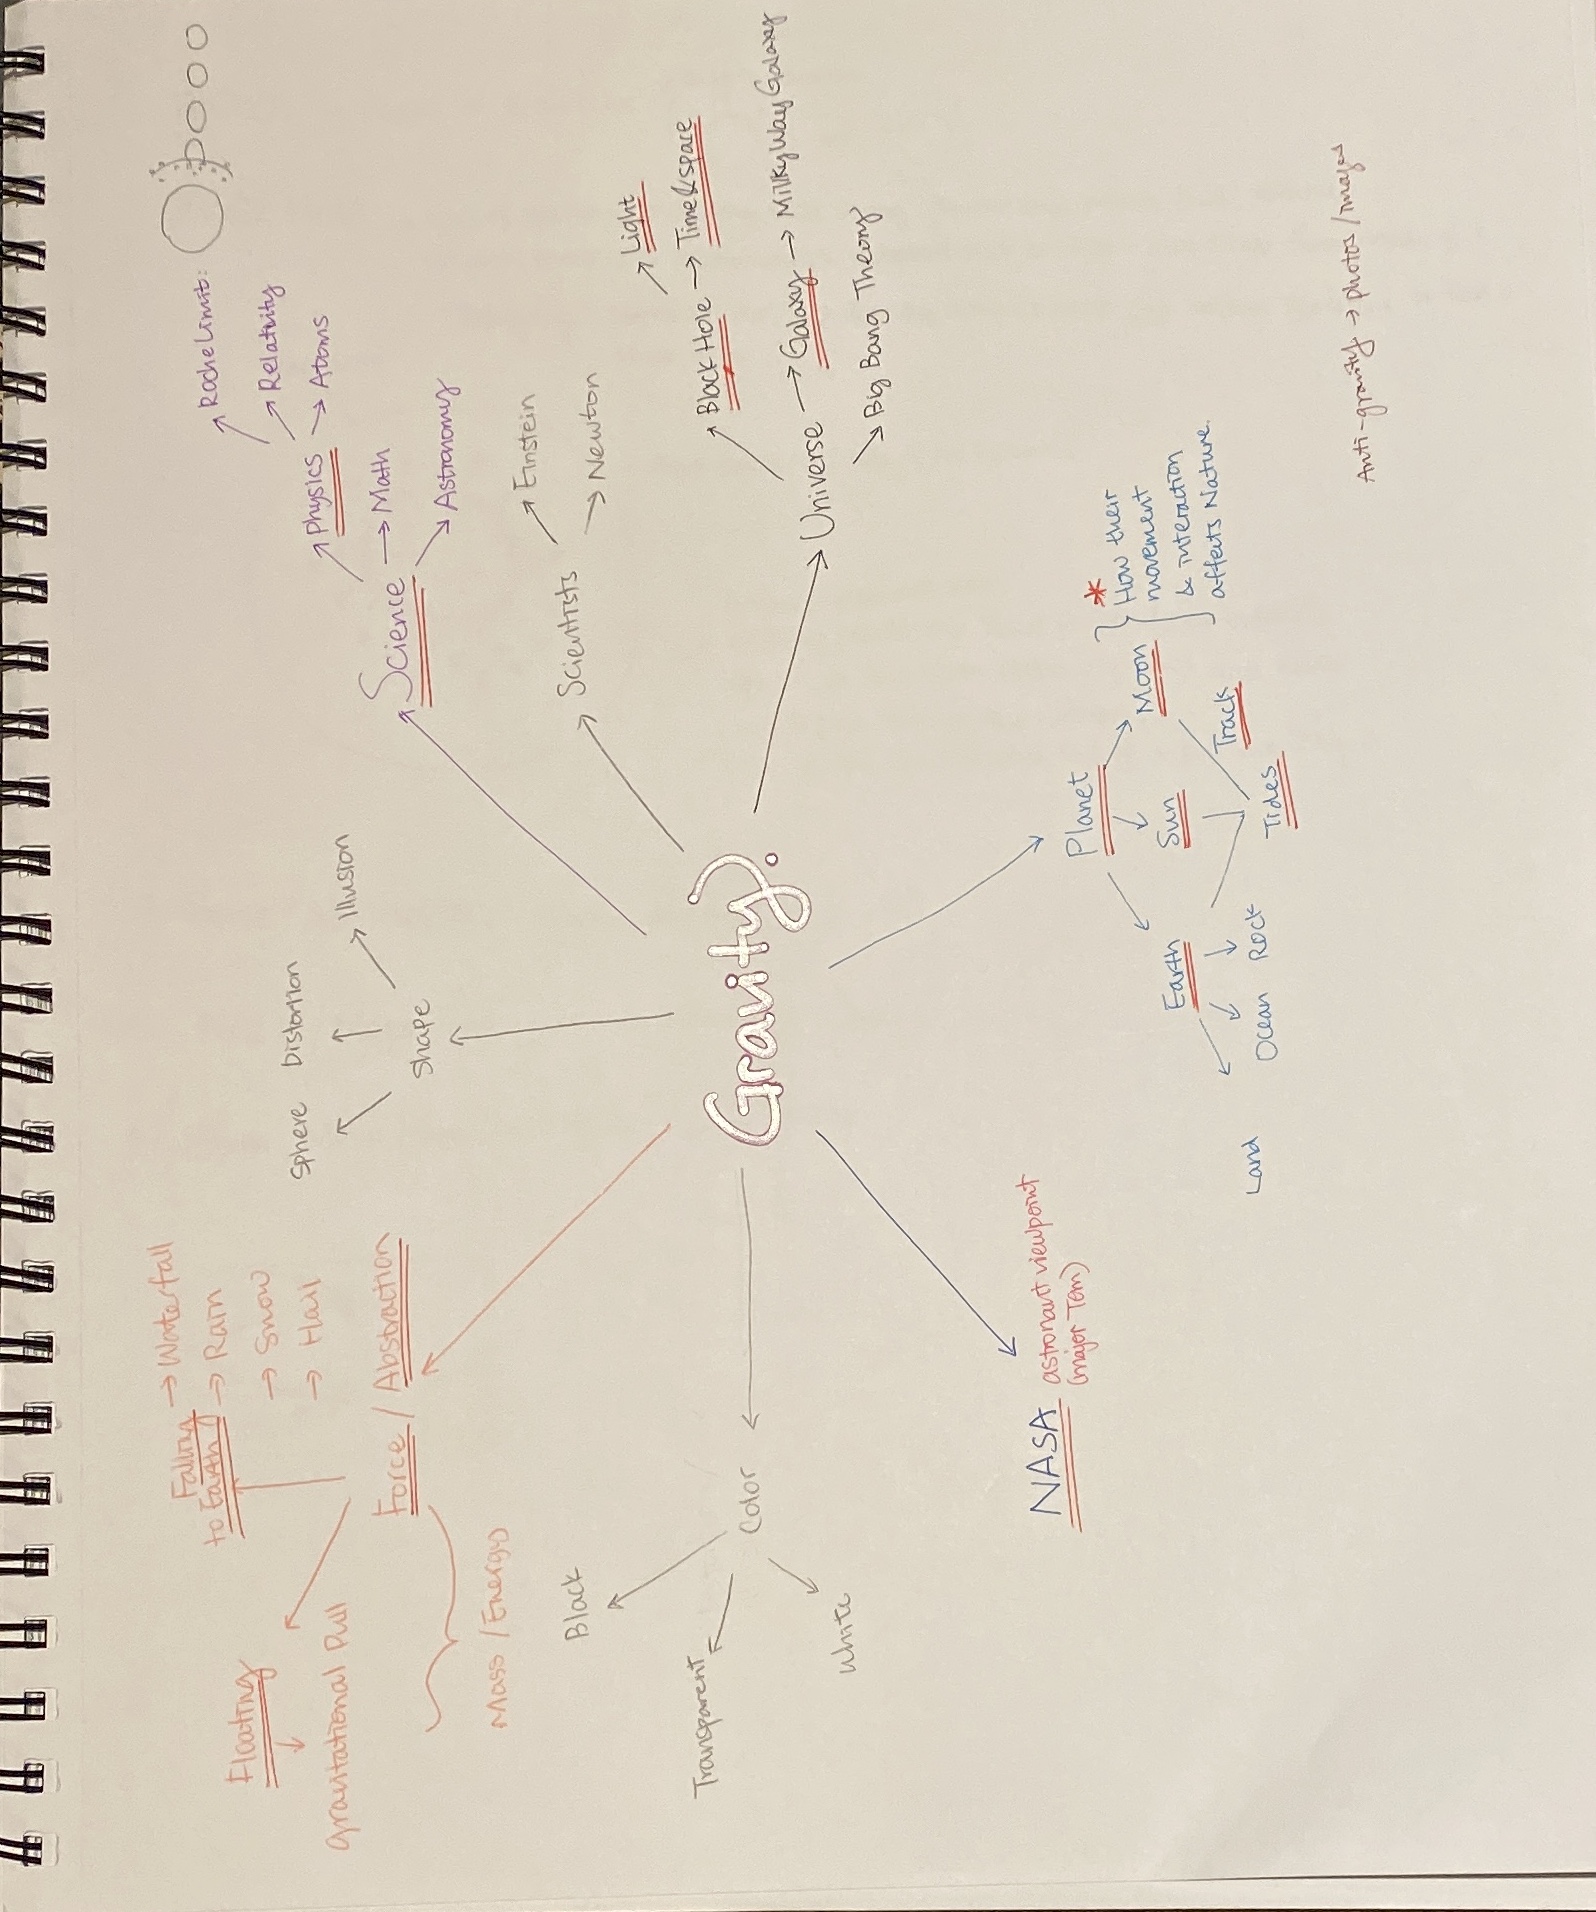 Falling → Waterfall
to Earth → Rain
→ Snow
→ Hail
Floating
gravitational Pull
Force / Abstraction
Mass / Energy
Sphere
Distortion
Illusion
Shape
Roche Limit:
Relativity
Physics → Atoms
Science → Math
Astronomy
Scientists
Einstein
→ Newton
Light
Black Hole → Time & space
Universe → Galaxy → Milky Way Galaxy
Big Bang Theory
Gravity
Black
Transparent
Color
White
NASA
astronaut viewpoint
(major Tom)
Planet
Earth
Sun
Moon
* How their
movement
& interaction
affects Nature.
Track
Tides
Land
Ocean
Rock
Anti-gravity → photos / images